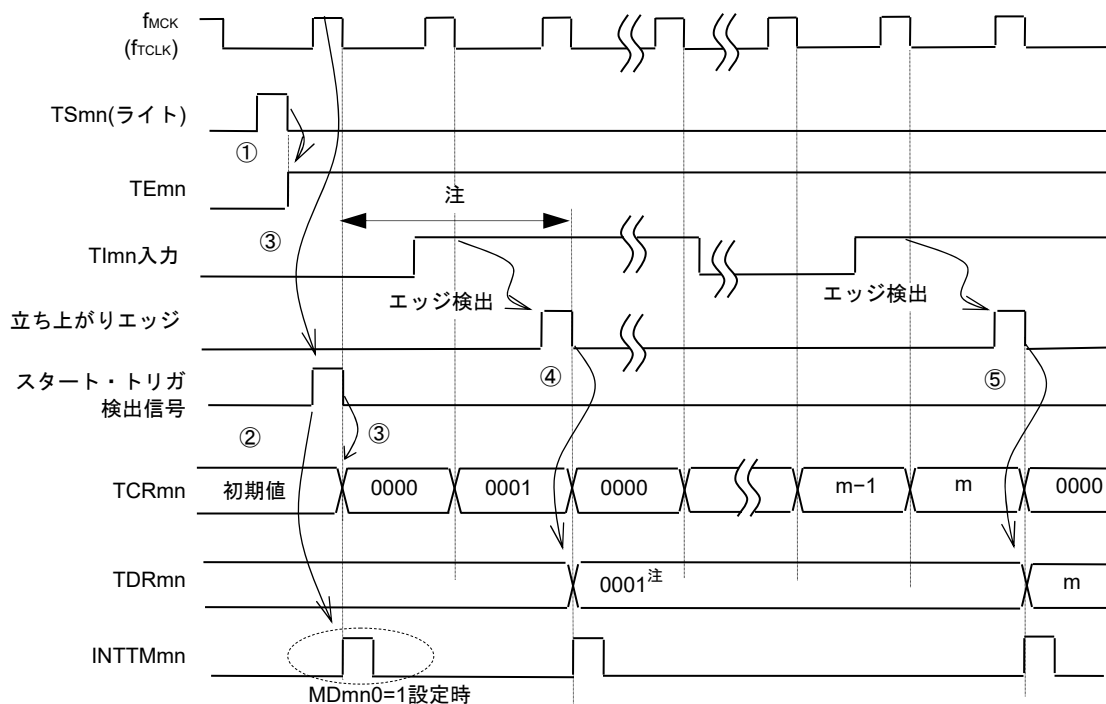 fMCK
(fTCLK)
TSmn(ライト)
①
TEmn
注
③
TImn入力
エッジ検出
エッジ検出
立ち上がりエッジ
④
⑤
スタート・トリガ
検出信号
②
③
TCRmn
初期値
0000
0001
0000
m−1
m
0000
TDRmn
0001注
m
INTTMmn
MDmn0=1設定時